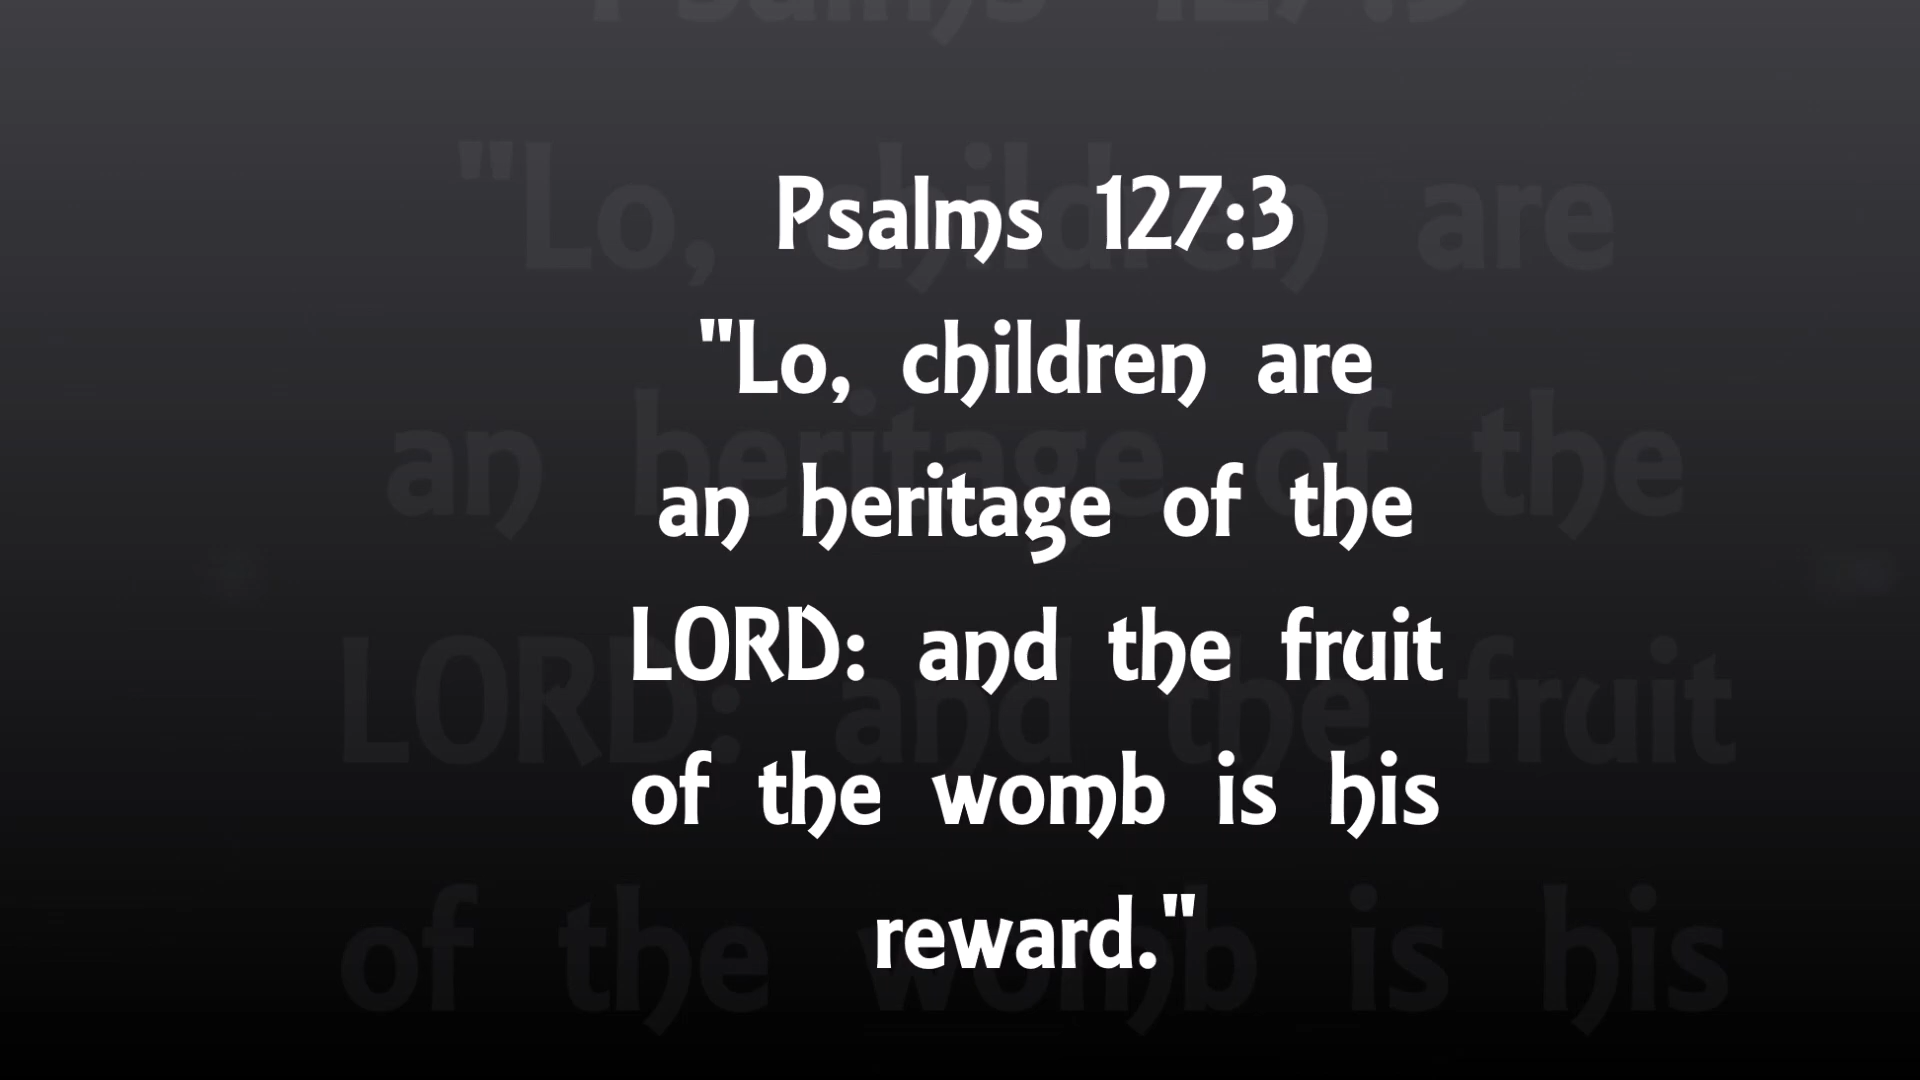 Psalms 127:3
"Lo, children are
an heritage of the
LORD: and the fruit
of the womb is his
reward."